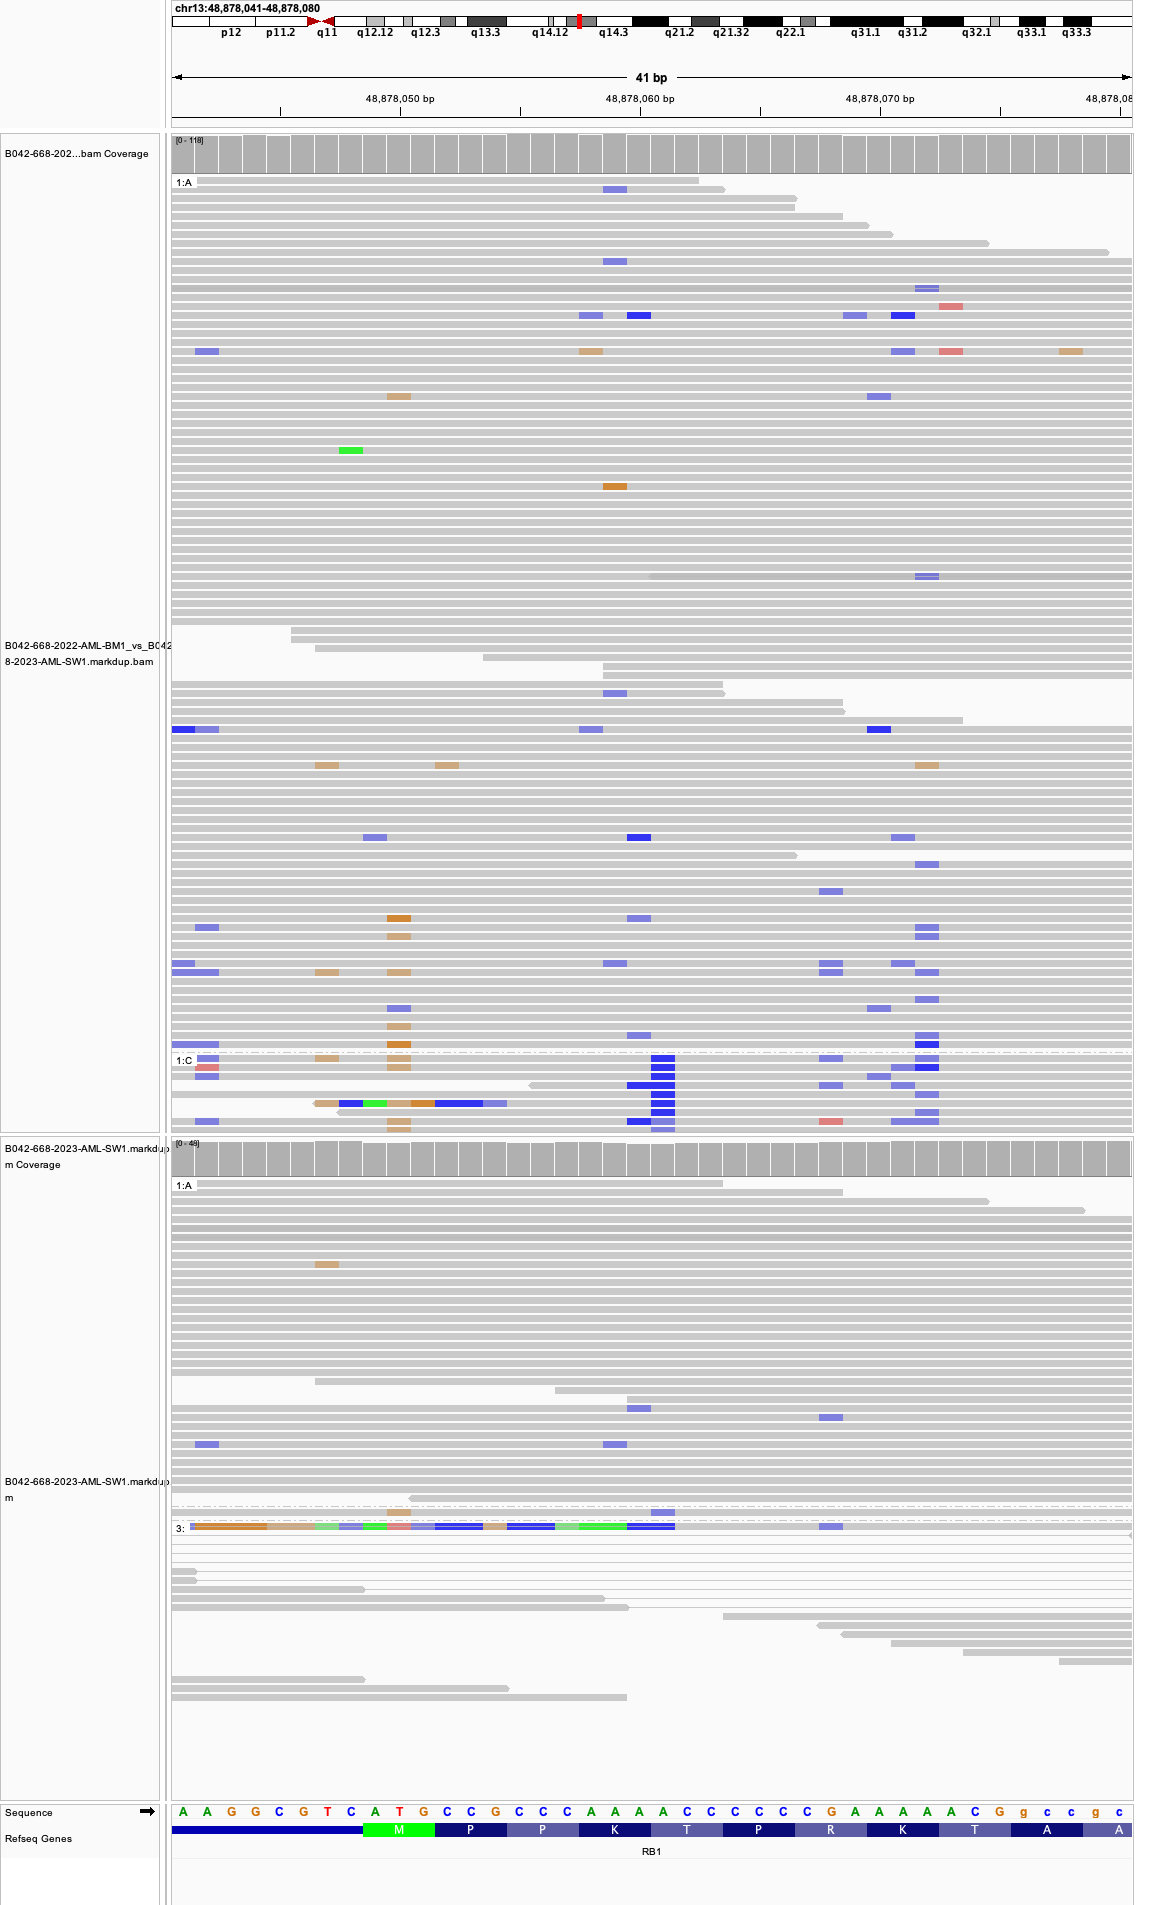 chr13:48,878,041-48,878,080
p12 p11.2 q11 q12.12 q12.3 q13.3 q14.12 q14.3 q21.2 q21.32 q22.1 q31.1 q31.2 q32.1 q33.1 q33.3
41 bp
48,878,050 bp 48,878,060 bp 48,878,070 bp 48,878,08
[0 - 118]
B042-668-202...bam Coverage
1:A
B042-668-2022-AML-BM1_vs_B042
8-2023-AML-SW1.markdup.bam
1:C
[0 - 48]
B042-668-2023-AML-SW1.markdup
m Coverage
1:A
B042-668-2023-AML-SW1.markdup
m
3:
Sequence A A G G C G T C A T G C C G C C C A A A A C C C C C C G A A A A A C G g c c g c
Refseq Genes M P P K T P R K T A A
RB1